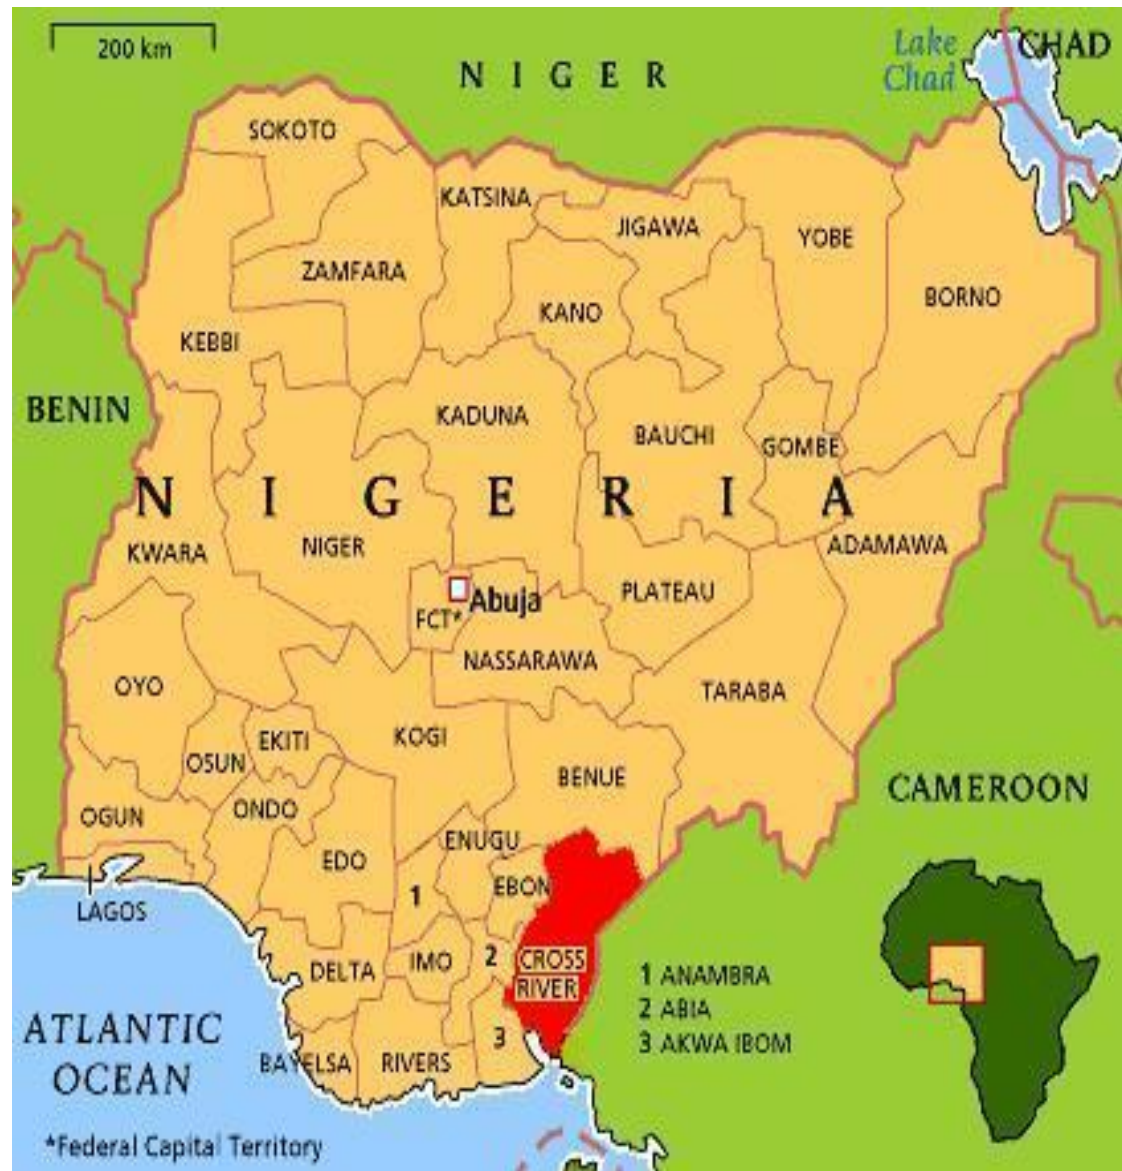 200 km
NIGER
Lake
Chad
CHAD
SOKOTO
KATSINA
JIGAWA
YOBE
ZAMFARA
BORNO
KANO
KEBBI
BENIN
KADUNA
BAUCHI
GOMBE
NIGERIA
KWARA
NIGER
ADAMAWA
PLATEAU
Abuja
FCT*
NASSARAWA
OYO
TARABA
KOGI
EKITI
OSUN
BENUE
CAMEROON
OGUN
ONDO
ENUGU
EDO
EBON
1
LAGOS
2
CROSS
RIVER
IMO
DELTA
1 ANAMBRA
2 ABIA
3 AKWA IBOM
3
ATLANTIC
OCEAN
BAYELSA
RIVERS
*Federal Capital Territory